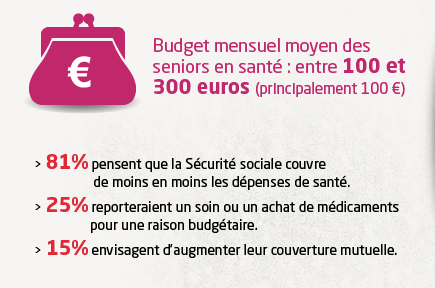 €
Budget mensuel moyen des
seniors en santé : entre 100 et
300 euros (principalement 100 €)
> 81% pensent que la Sécurité sociale couvre
de moins en moins les dépenses de santé.
> 25% reporteraient un soin ou un achat de médicaments
pour une raison budgétaire.
> 15% envisagent d'augmenter leur couverture mutuelle.